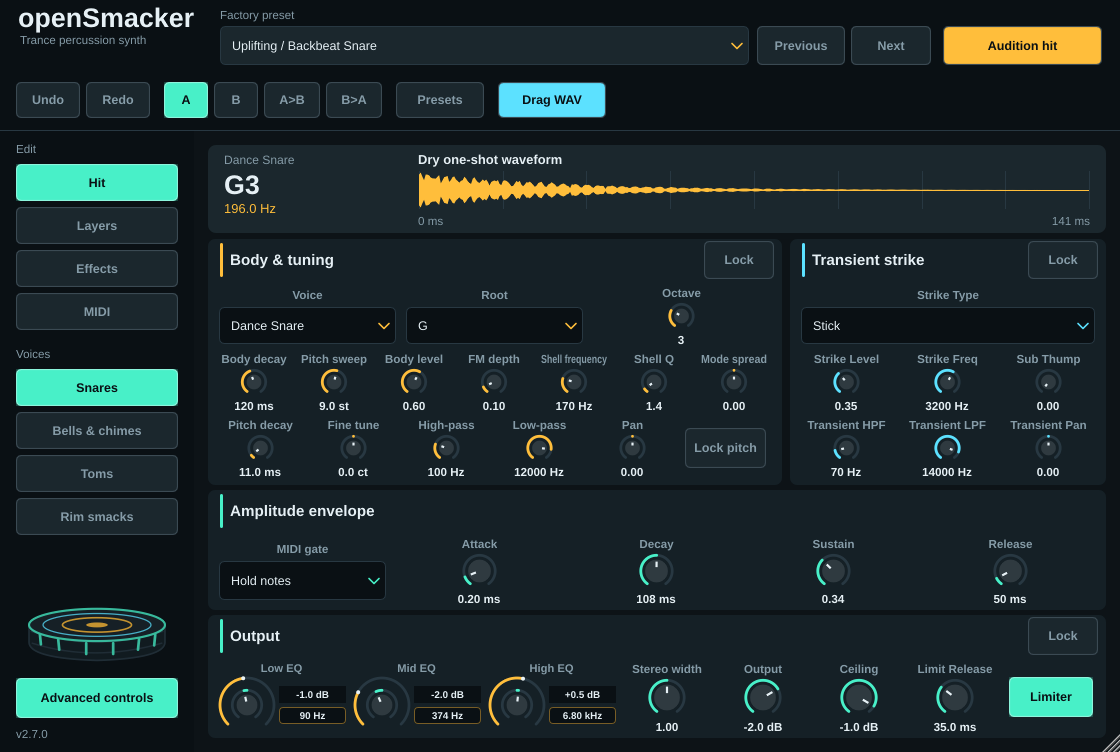 openSmacker
Trance percussion synth
Factory preset
Uplifting / Backbeat Snare
Previous
Next
Audition hit
Undo
Redo
A
B
A>B
B>A
Presets
Drag WAV
Edit
Hit
Layers
Effects
MIDI
Voices
Snares
Bells & chimes
Toms
Rim smacks
Advanced controls
v2.7.0
Dance Snare
G3
196.0 Hz
Dry one-shot waveform
0 ms
141 ms
Body & tuning
Lock
Voice
Root
Octave
Dance Snare
G
3
Body decay
Pitch sweep
Body level
FM depth
Shell frequency
Shell Q
Mode spread
120 ms
9.0 st
0.60
0.10
170 Hz
1.4
0.00
Pitch decay
Fine tune
High-pass
Low-pass
Pan
Lock pitch
11.0 ms
0.0 ct
100 Hz
12000 Hz
0.00
Transient strike
Lock
Strike Type
Stick
Strike Level
Strike Freq
Sub Thump
0.35
3200 Hz
0.00
Transient HPF
Transient LPF
Transient Pan
70 Hz
14000 Hz
0.00
Amplitude envelope
MIDI gate
Hold notes
Attack
Decay
Sustain
Release
0.20 ms
108 ms
0.34
50 ms
Output
Lock
Low EQ
-1.0 dB
90 Hz
Mid EQ
-2.0 dB
374 Hz
High EQ
+0.5 dB
6.80 kHz
Stereo width
Output
Ceiling
Limit Release
1.00
-2.0 dB
-1.0 dB
35.0 ms
Limiter